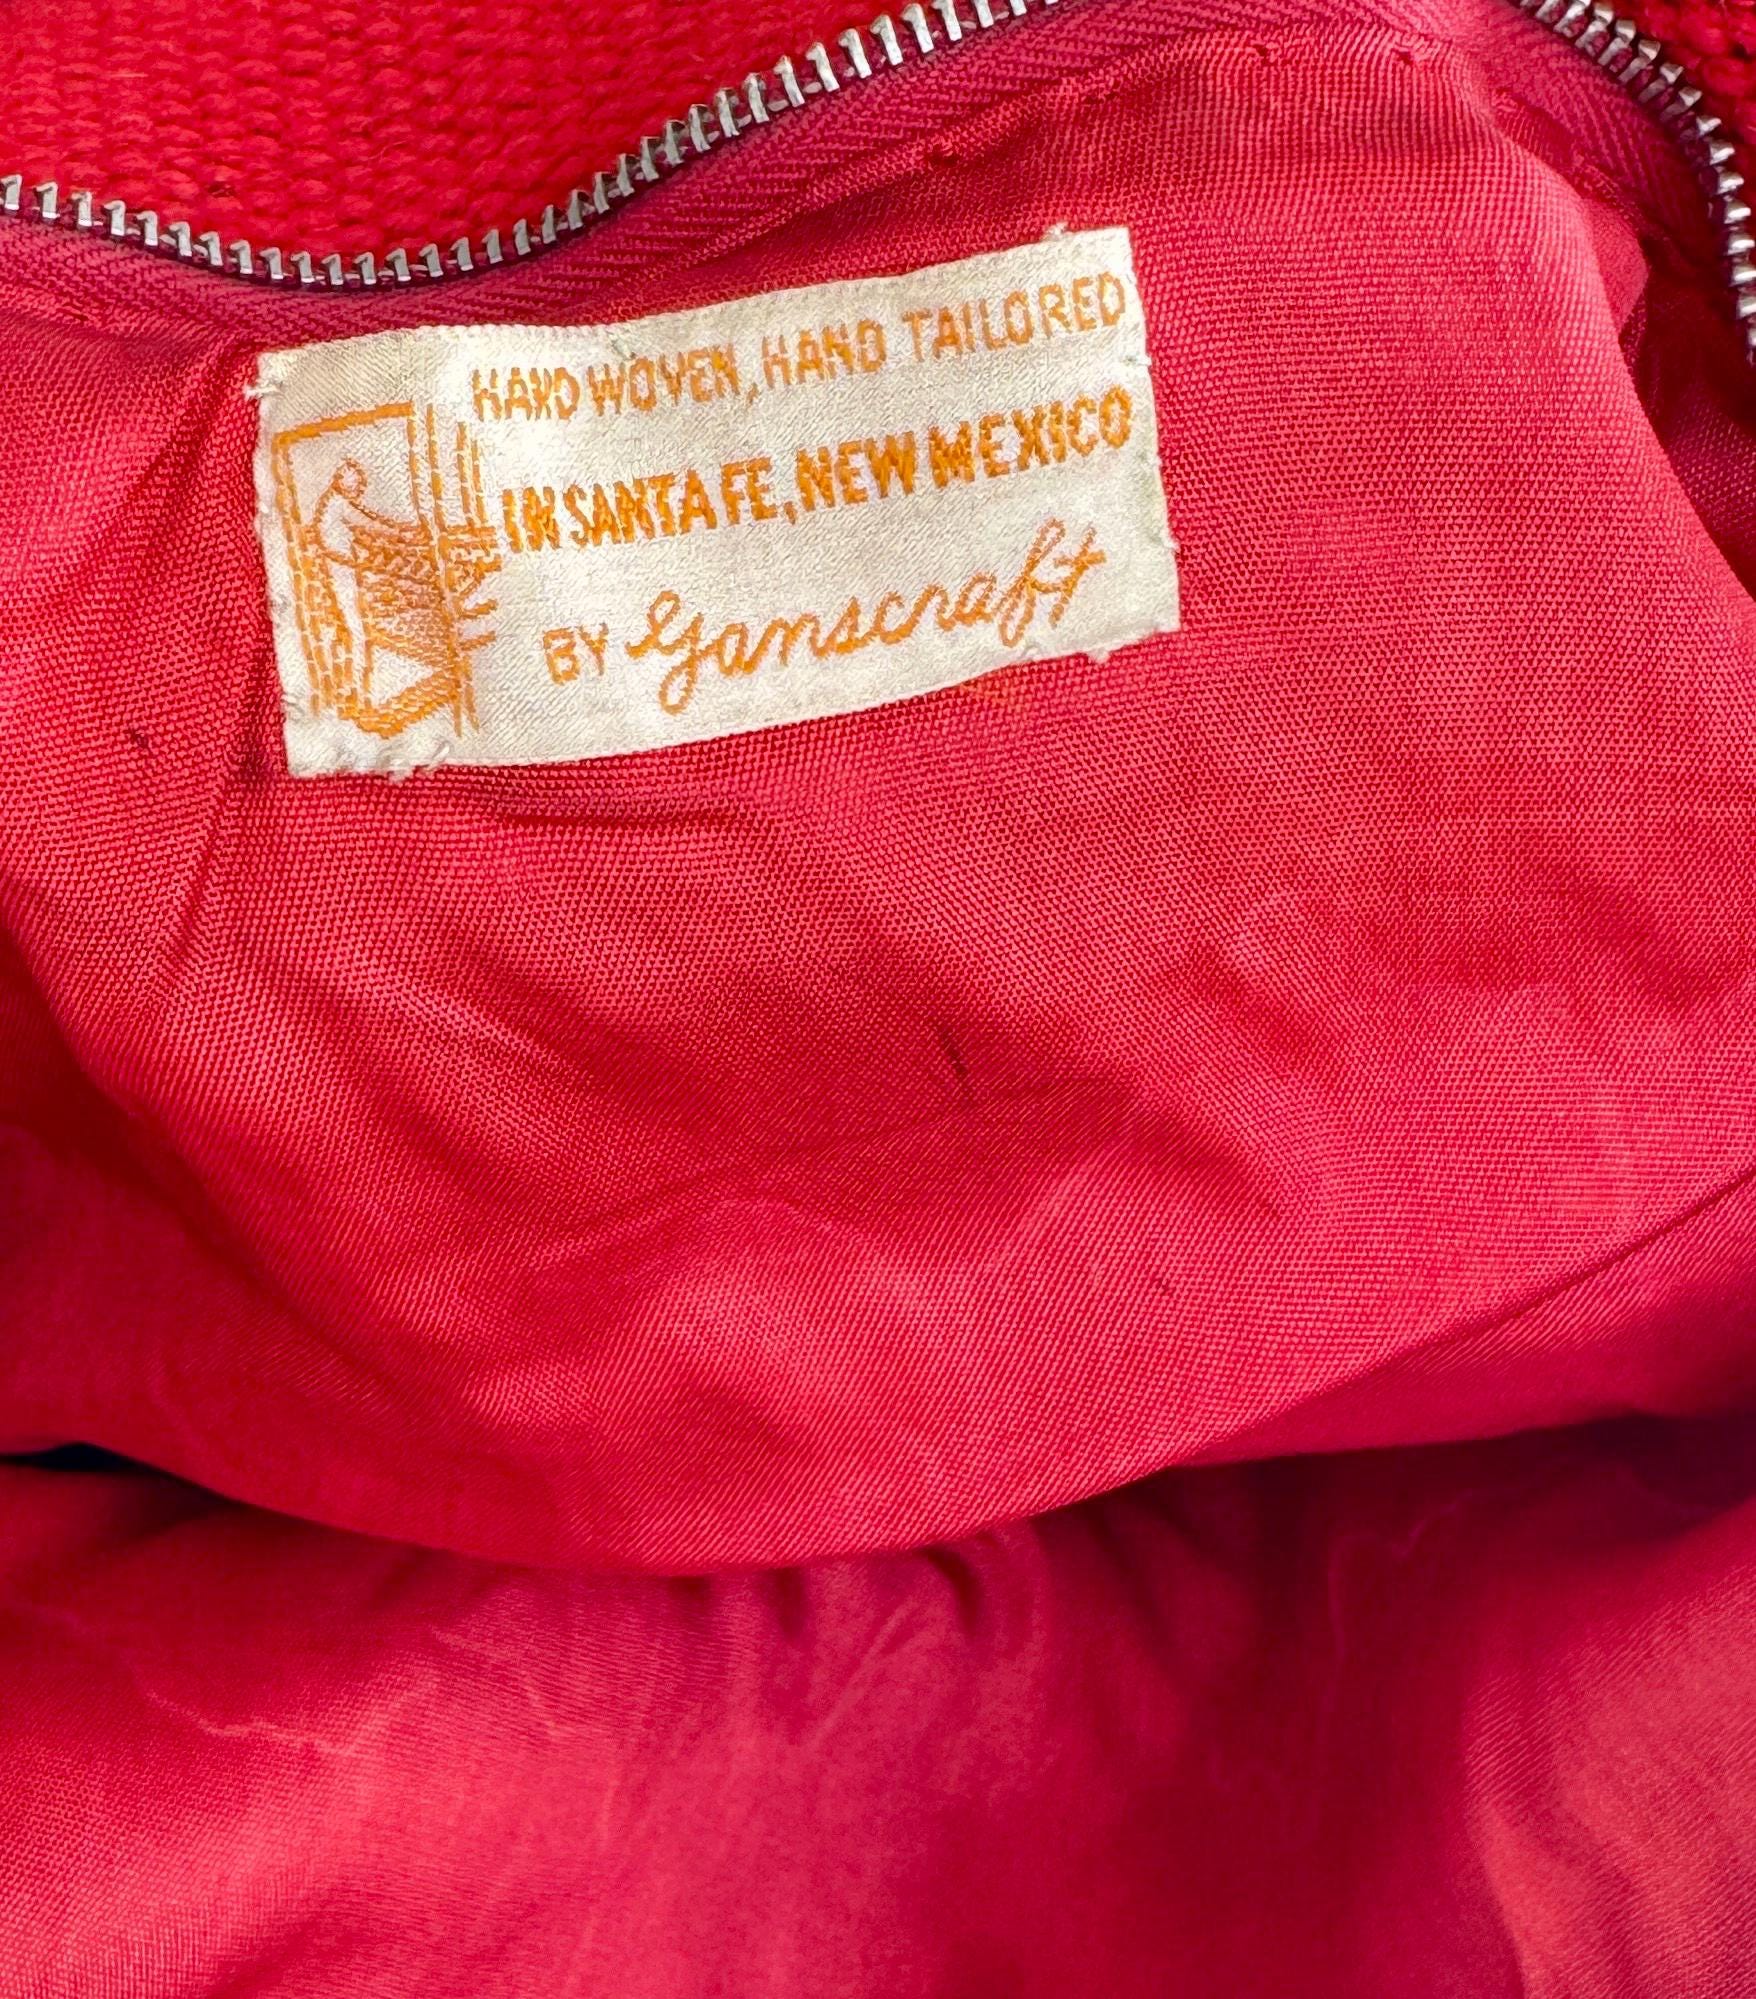 HAND WOVEN, HAND TAILORED
IN SANTA FE, NEW MEXICO
BY Ganscraft